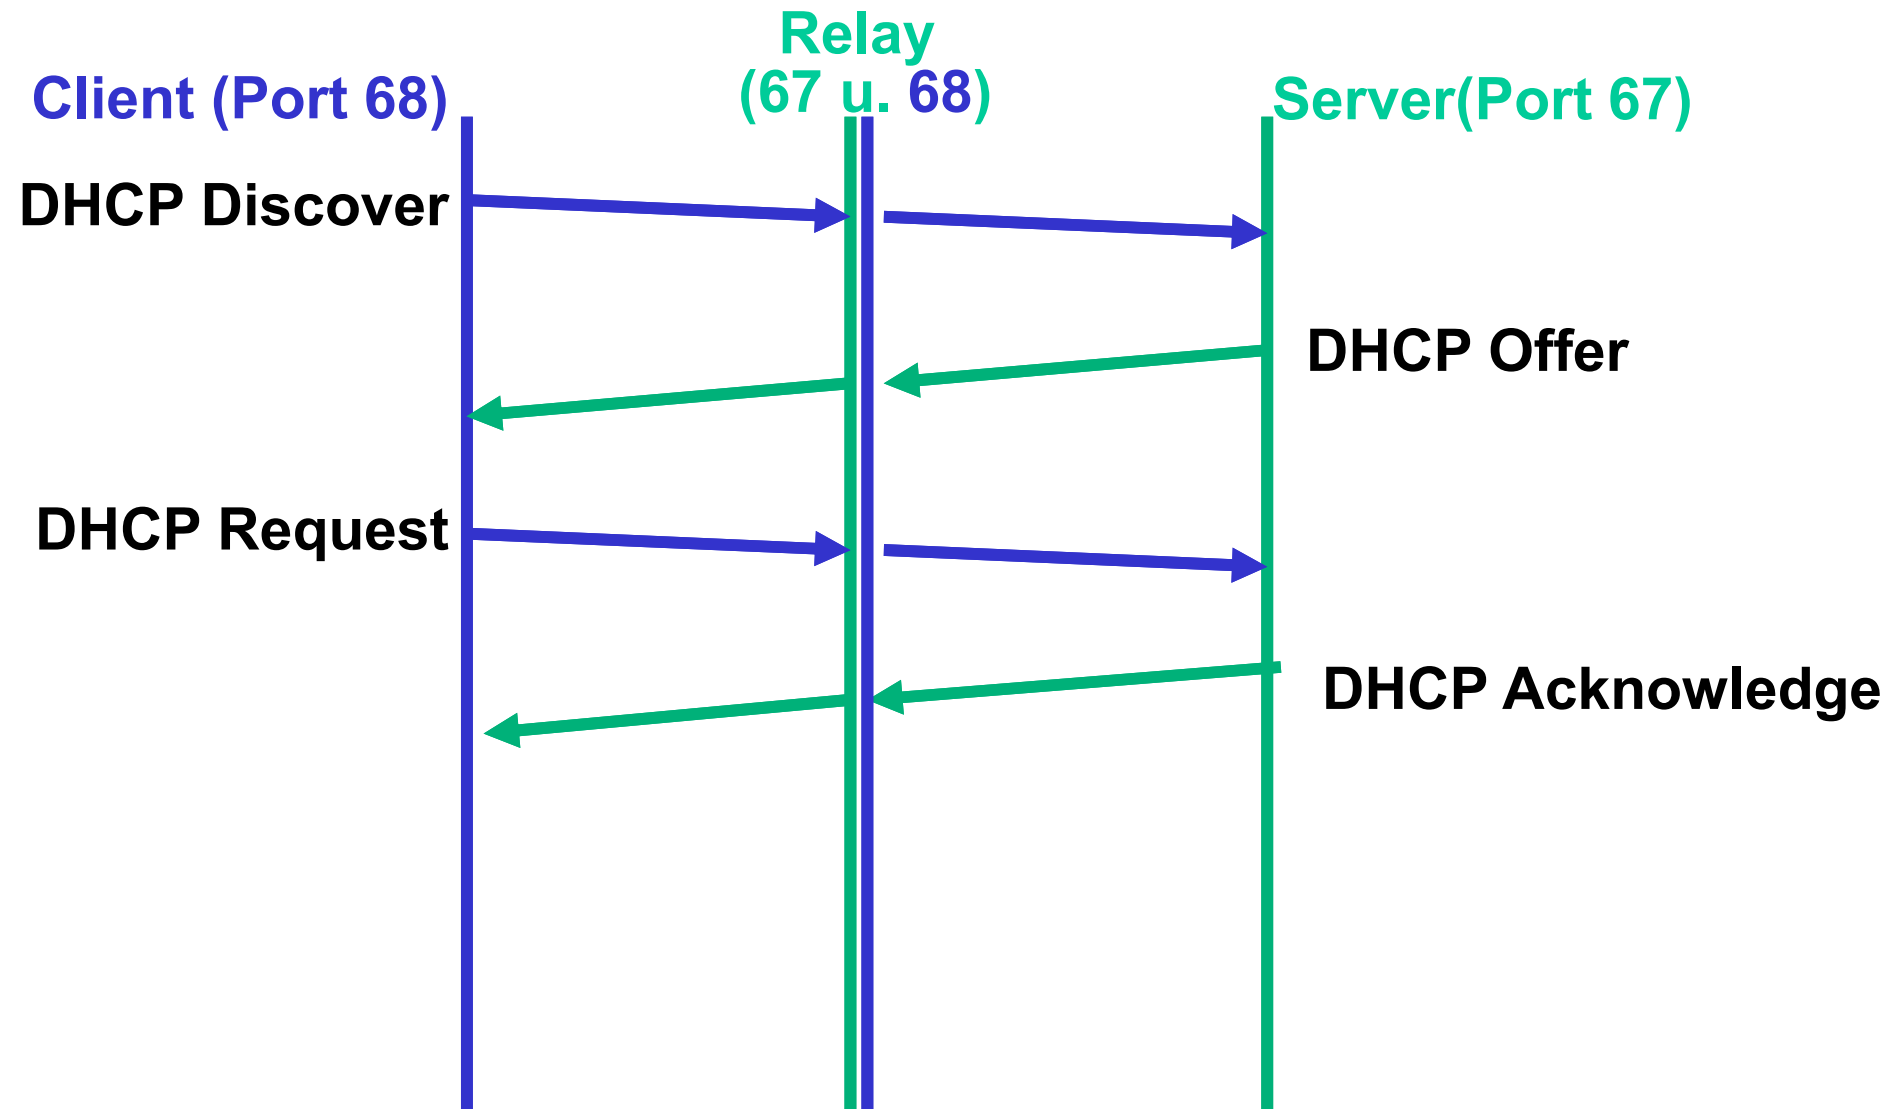 Relay
(67 u. 68)
Client (Port 68)
Server(Port 67)
DHCP Discover
DHCP Offer
DHCP Request
DHCP Acknowledge